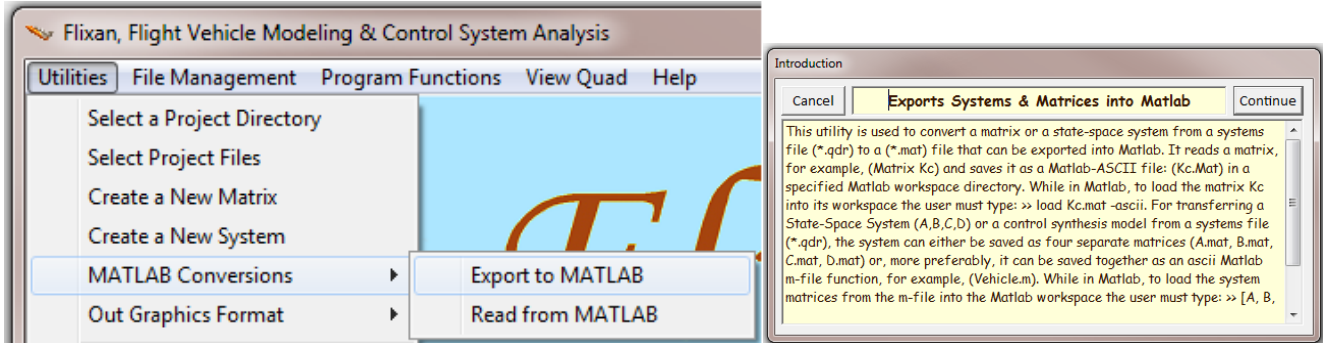 Flixan, Flight Vehicle Modeling & Control System Analysis
Utilities File Management Program Functions View Quad Help
Select a Project Directory
Select Project Files
Create a New Matrix
Create a New System
MATLAB Conversions
Out Graphics Format
Export to MATLAB
Read from MATLAB
Introduction
Cancel Exports Systems & Matrices into Matlab Continue
This utility is used to convert a matrix or a state-space system from a systems
file (*.qdr) to a (*.mat) file that can be exported into Matlab. It reads a matrix,
for example, (Matrix Kc) and saves it as a Matlab-ASCII file: (Kc.Mat) in a
specified Matlab workspace directory. While in Matlab, to load the matrix Kc
into its workspace the user must type: >> load Kc.mat -ascii. For transferring a
State-Space System (A,B,C,D) or a control synthesis model from a systems file
(*.qdr), the system can either be saved as four separate matrices (A.mat, B.mat,
C.mat, D.mat) or, more preferably, it can be saved together as an ascii Matlab
m-file function, for example, (Vehicle.m). While in Matlab, to load the system
matrices from the m-file into the Matlab workspace the user must type: >> [A, B,